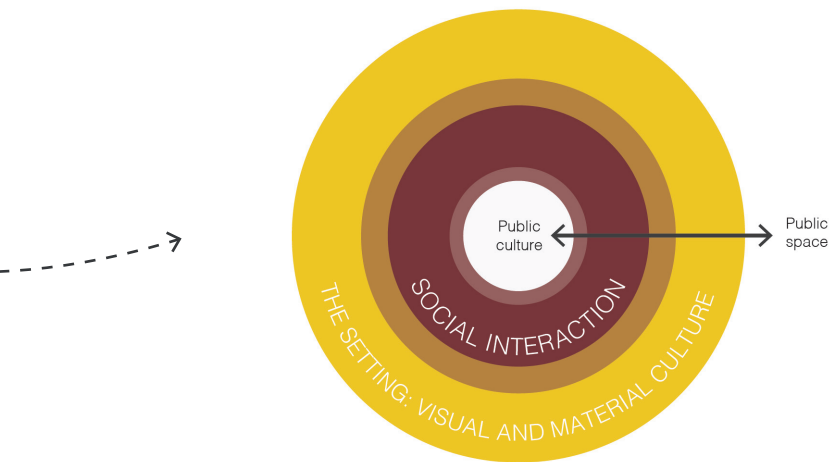 Public
culture
Public
space
SOCIAL INTERACTION
THE SETTING: VISUAL AND MATERIAL CULTURE